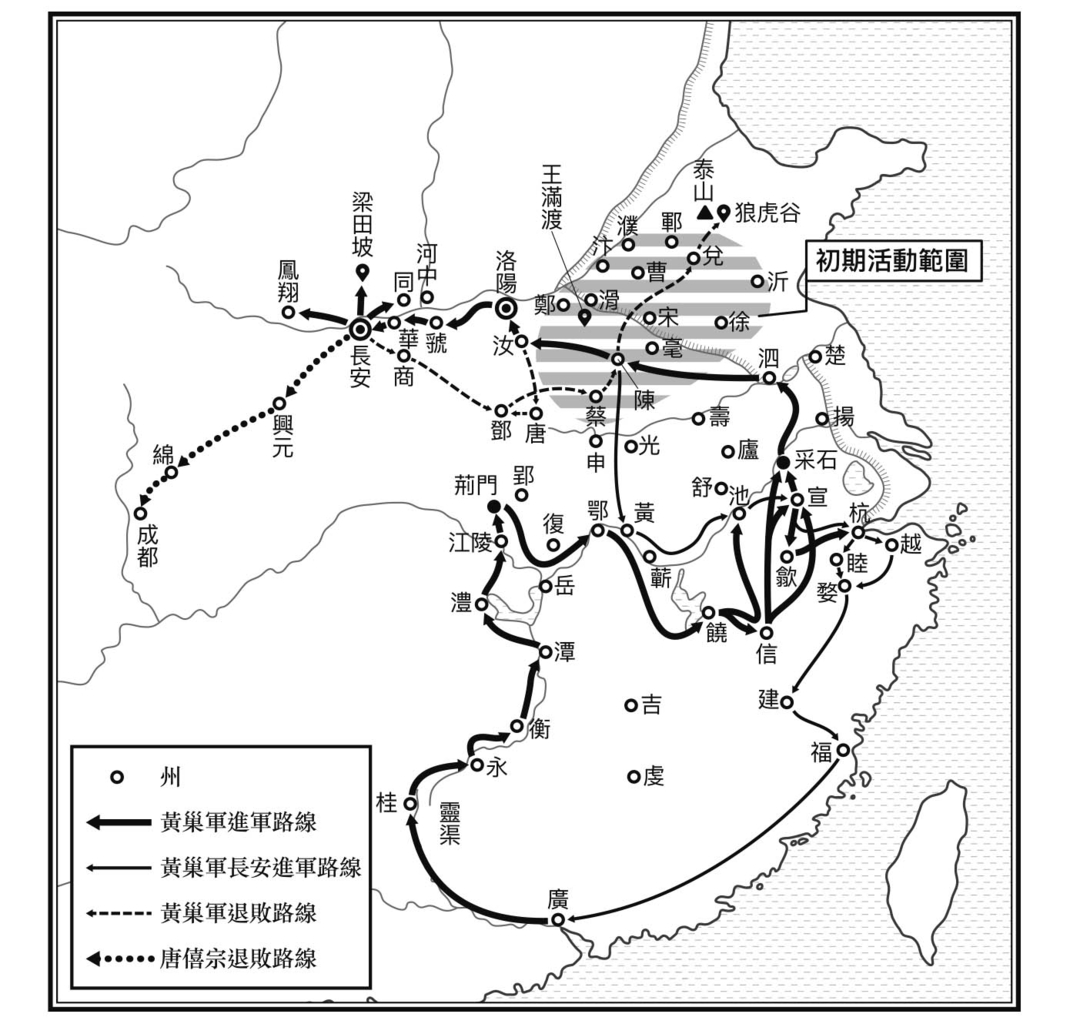 泰山
狼虎谷
王滿渡
初期活動範圍
濮
鄆
汴
曹
兗
沂
梁田坡
河中
洛陽
鳳翔
同
鄭
滑
宋
徐
華
虢
汝
亳
長安
商
陳
泗
楚
興元
鄧
唐
蔡
壽
揚
綿
申
光
廬
采石
成都
荊門
郢
舒
池
宣
江陵
復
鄂
黃
杭
越
蘄
歙
睦
婺
澧
岳
饒
信
潭
吉
建
衡
福
永
虔
桂
靈渠
廣
州
黃巢軍進軍路線
黃巢軍長安進軍路線
黃巢軍退敗路線
唐僖宗退敗路線